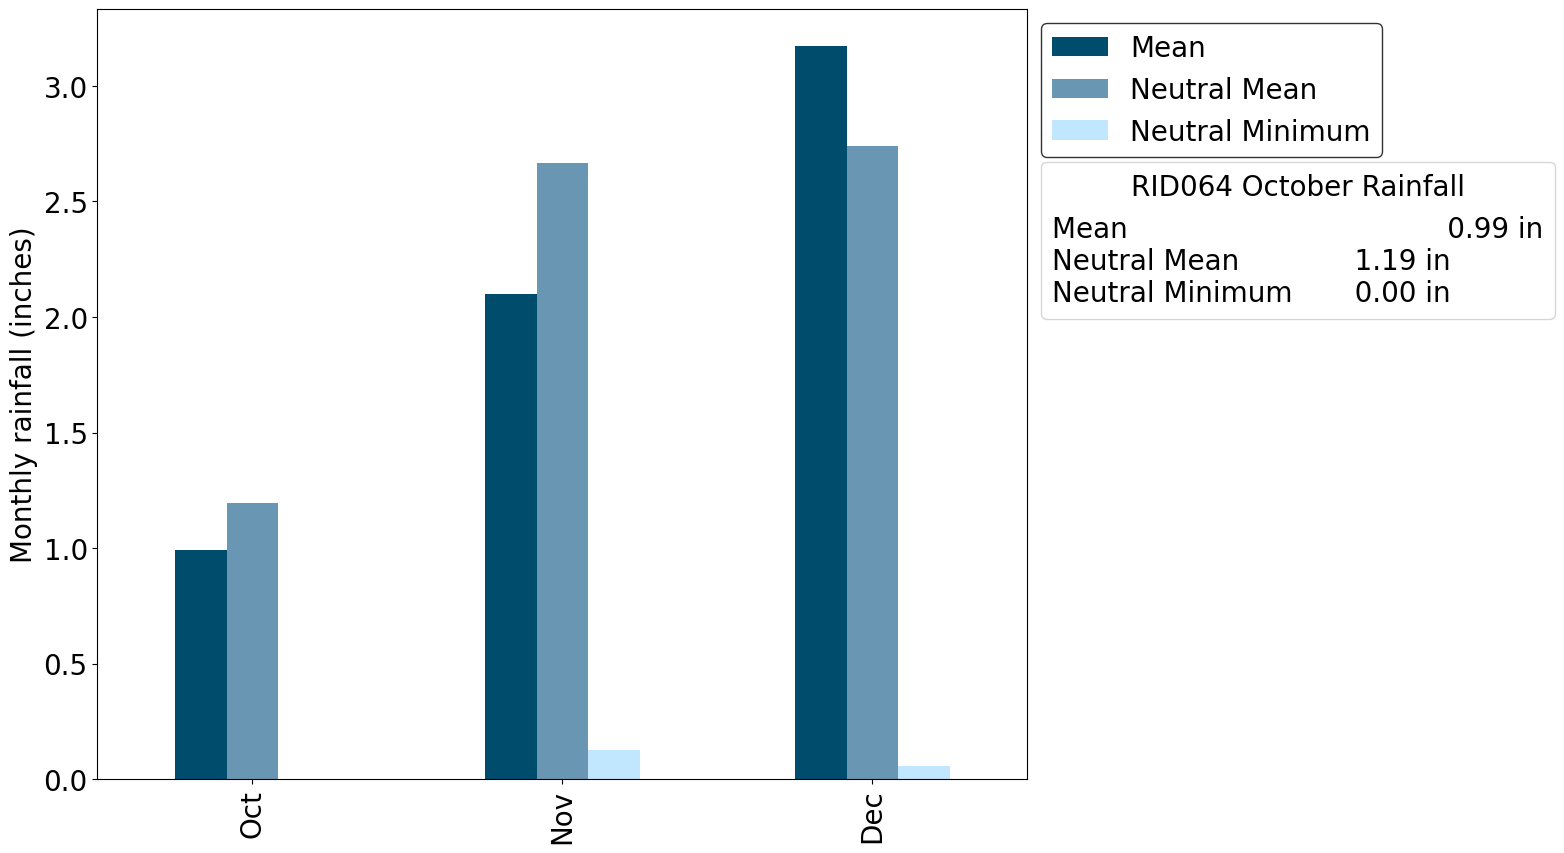 Monthly rainfall (inches)
3.0
2.5
2.0
1.5
1.0
0.5
0.0
Oct
Nov
Dec
Mean
Neutral Mean
Neutral Minimum
RID064 October Rainfall
Mean 0.99 in
Neutral Mean 1.19 in
Neutral Minimum 0.00 in